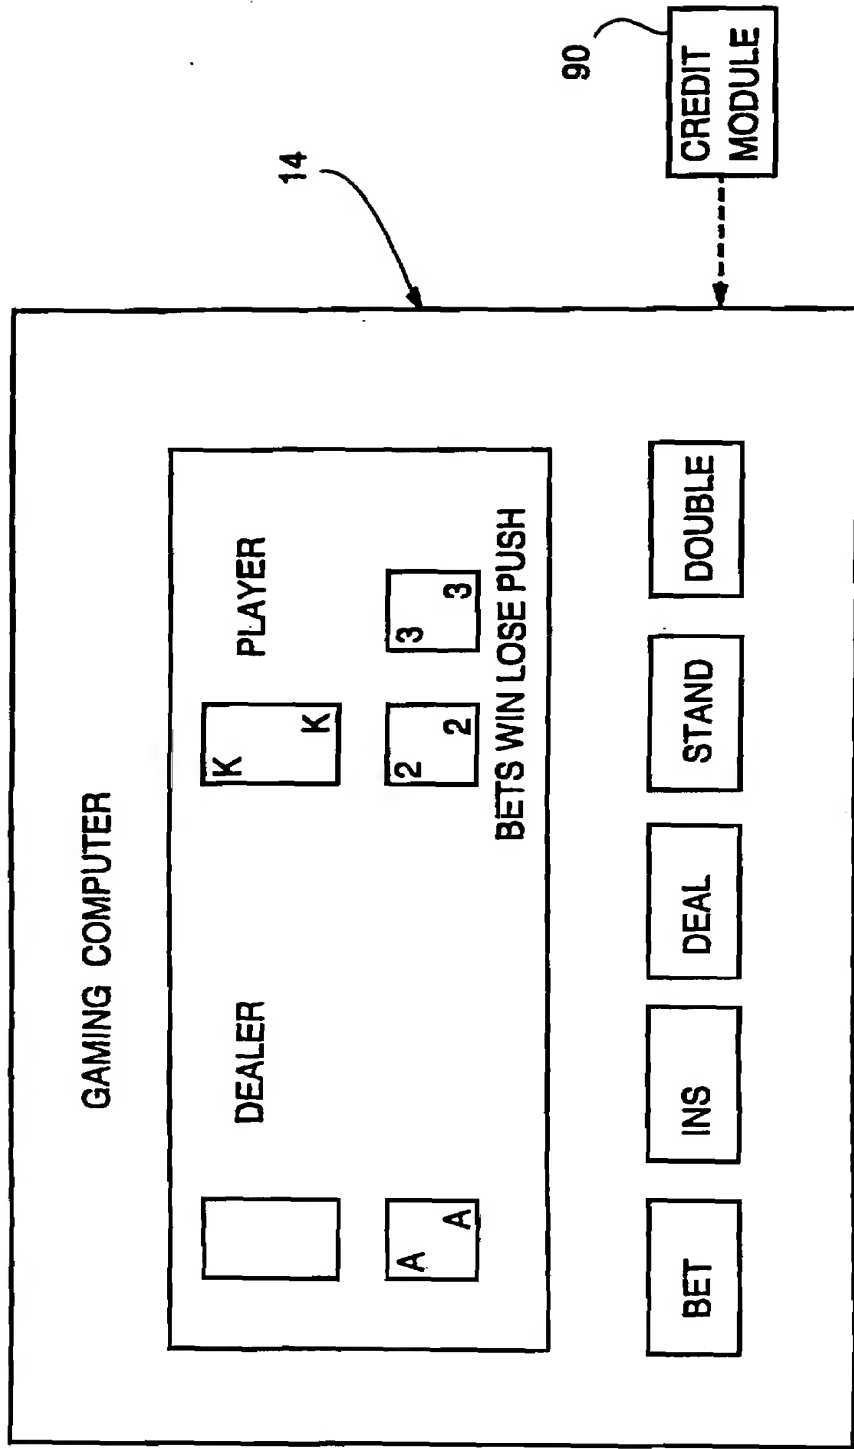 GAMING COMPUTER
14
90
CREDIT
MODULE
DEALER
PLAYER
K
K
A
A
2
2
3
3
BETS WIN LOSE PUSH
BET
INS
DEAL
STAND
DOUBLE